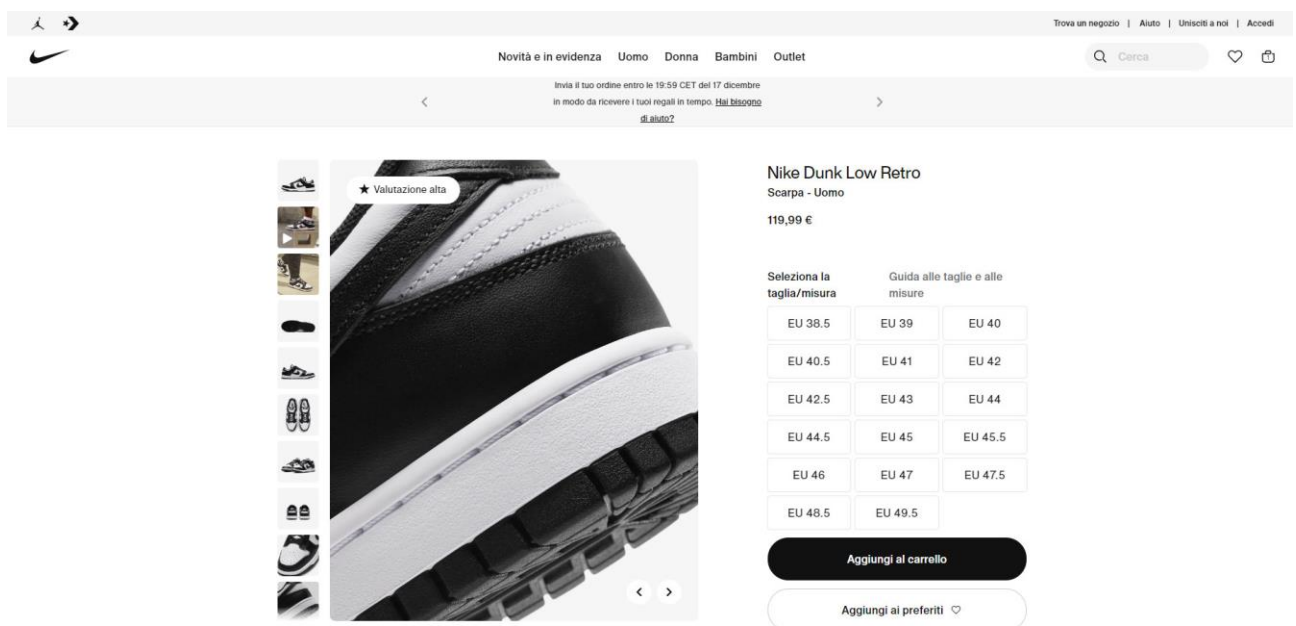 Trova un negozio | Aiuto | Unisciti a noi | Accedi
Novità e in evidenza Uomo Donna Bambini Outlet
Cerca
1
Invia il tuo ordine entro le 19:59 CET del 17 dicembre
in modo da ricevere i tuoi regali in tempo. Hai bisogno
di aiuto?
★ Valutazione alta
Nike Dunk Low Retro
Scarpa - Uomo
119,99 €
Seleziona la
taglia/misura
Guida alle taglie e alle
misure
EU 38.5 EU 39 EU 40
EU 40.5 EU 41 EU 42
EU 42.5 EU 43 EU 44
EU 44.5 EU 45 EU 45.5
EU 46 EU 47 EU 47.5
EU 48.5 EU 49.5
Aggiungi al carrello
Aggiungi ai preferiti